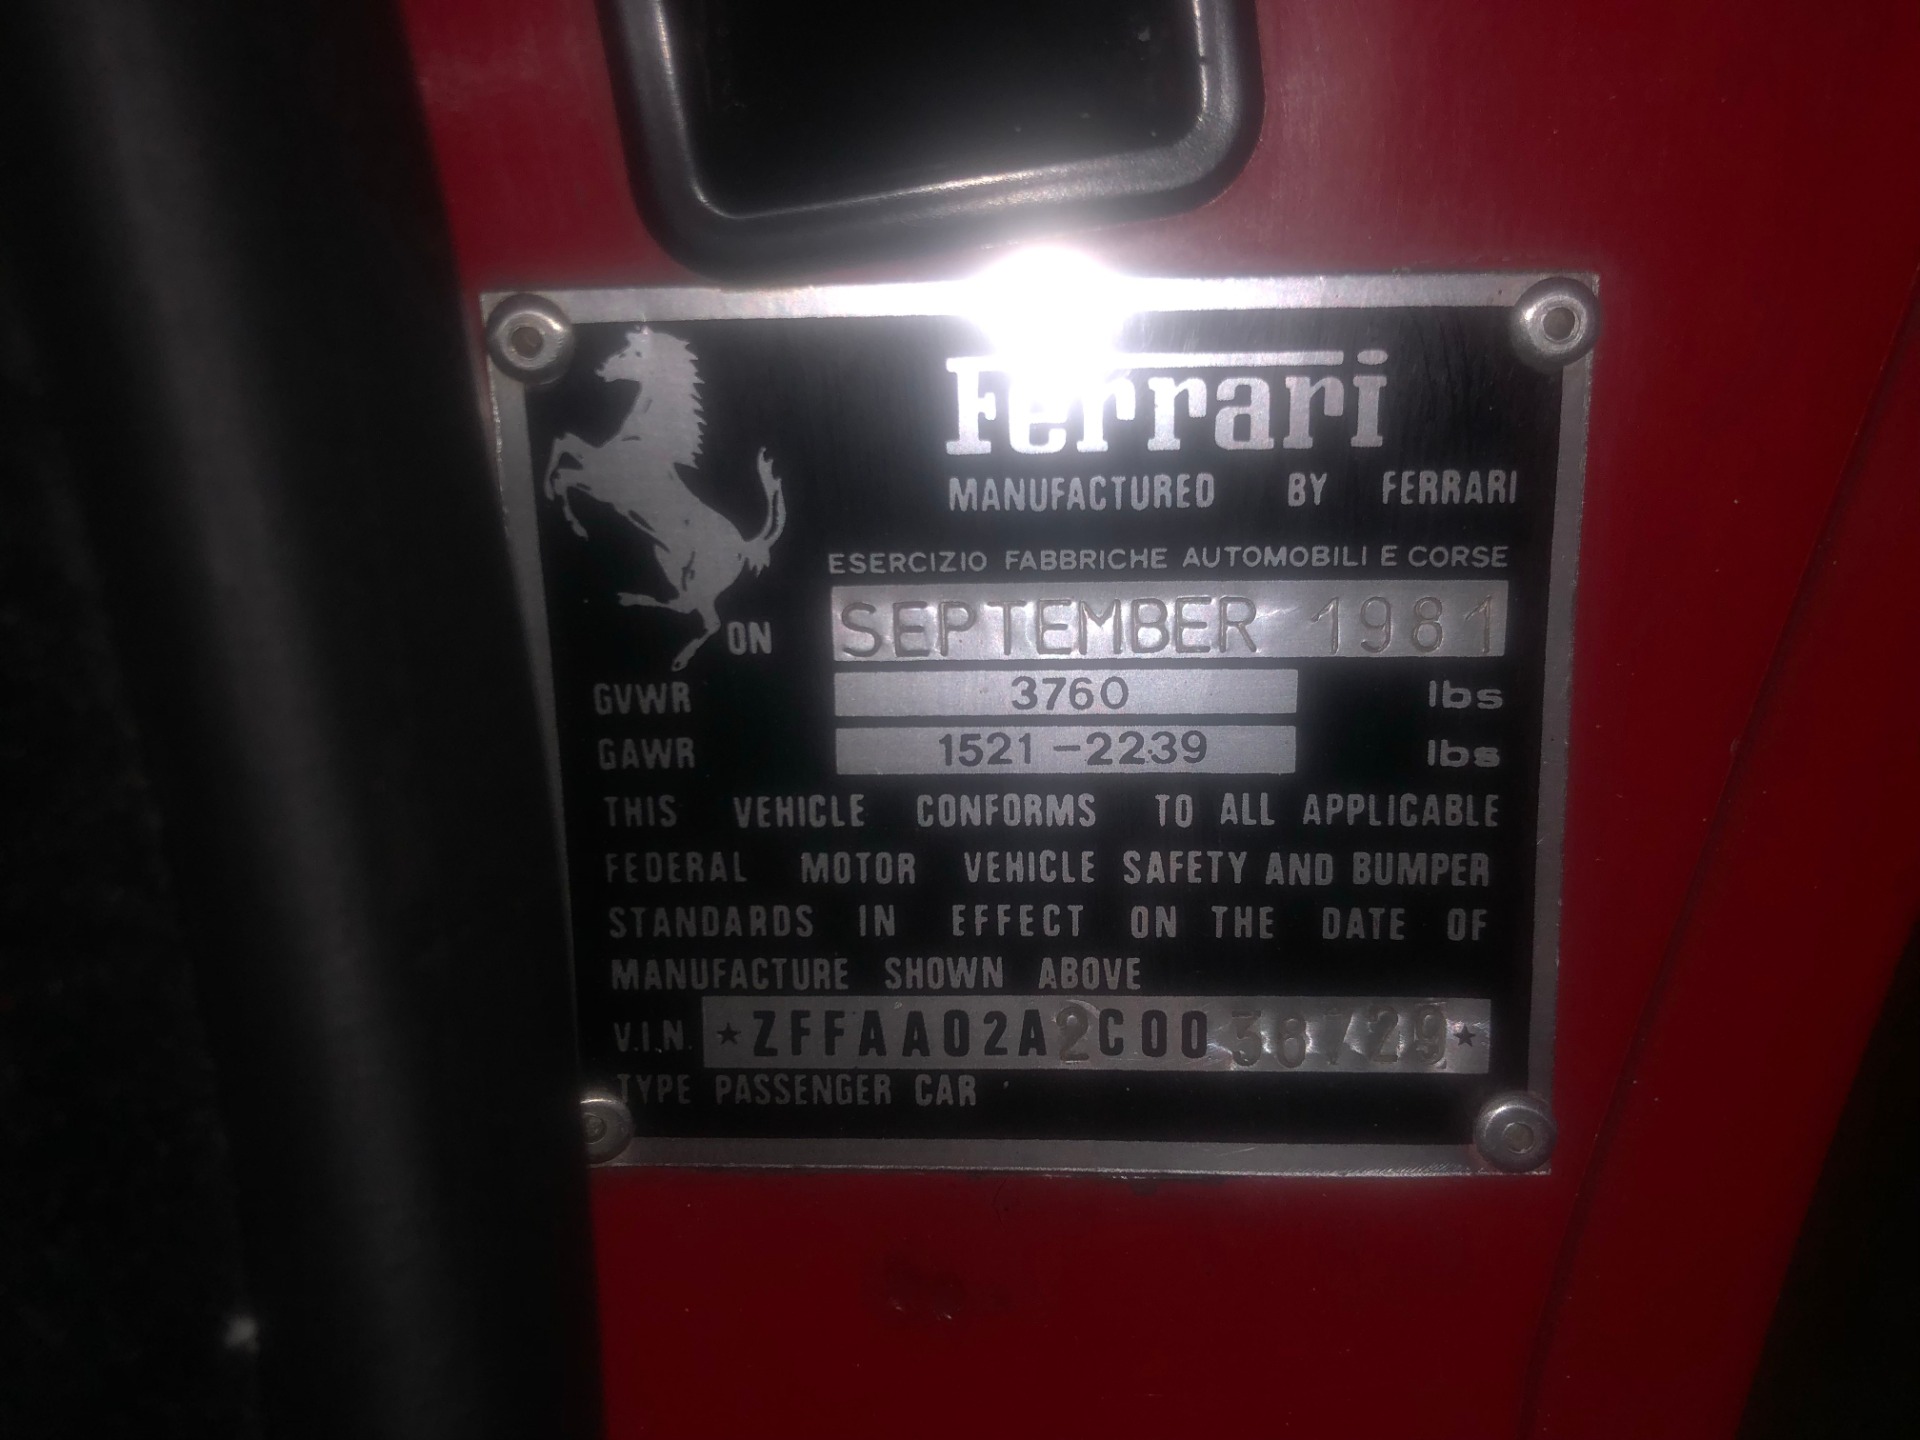 Ferrari
MANUFACTURED BY FERRARI
ESERCIZIO FABBRICHE AUTOMOBILI E CORSE
ON SEPTEMBER 1981
GVWR 3760 lbs
GAWR 1521-2239 lbs
THIS VEHICLE CONFORMS TO ALL APPLICABLE
FEDERAL MOTOR VEHICLE SAFETY AND BUMPER
STANDARDS IN EFFECT ON THE DATE OF
MANUFACTURE SHOWN ABOVE
V.I.N. ★ZFFAA02A2C0038729★
TYPE PASSENGER CAR